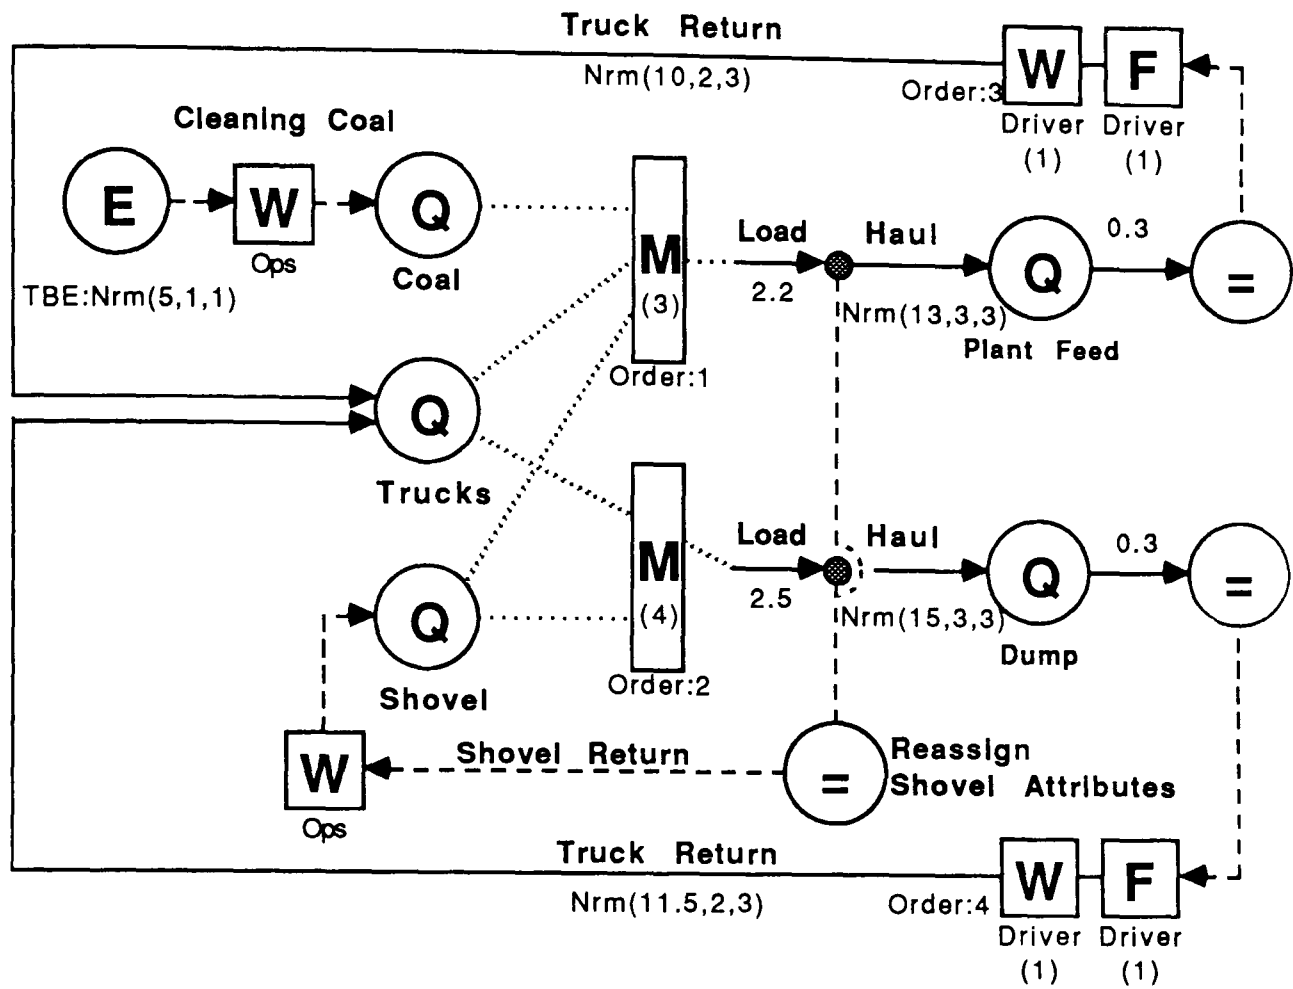 Truck Return
Nrm(10,2,3)
W F
Order:3
Driver Driver
(1) (1)
Cleaning Coal
E W Q
Ops
Coal
TBE:Nrm(5,1,1)
M
(3)
Order:1
Load Haul
2.2
Nrm(13,3,3)
Q
Plant Feed
0.3
=
Q
Trucks
M
(4)
Order:2
Load Haul
2.5
Nrm(15,3,3)
Q
Dump
0.3
=
Q
Shovel
W
Ops
Shovel Return
=
Reassign
Shovel Attributes
Truck Return
Nrm(11.5,2,3)
Order:4
W F
Driver Driver
(1) (1)